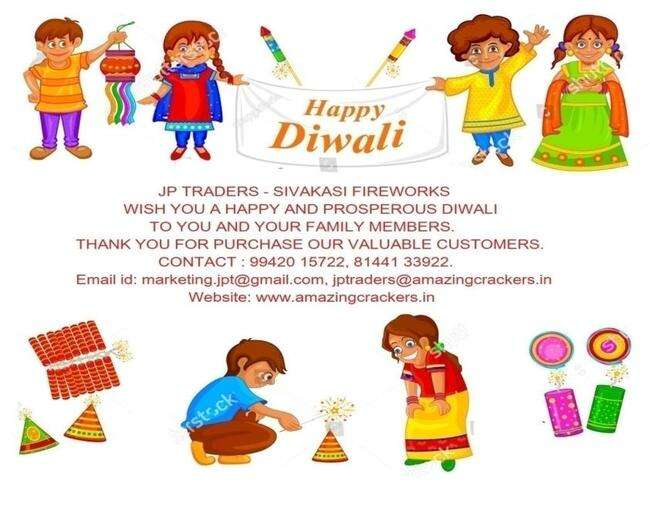 Happy
Diwali
JP TRADERS - SIVAKASI FIREWORKS
WISH YOU A HAPPY AND PROSPEROUS DIWALI
TO YOU AND YOUR FAMILY MEMBERS.
THANK YOU FOR PURCHASE OUR VALUABLE CUSTOMERS.
CONTACT : 99420 15722, 81441 33922.
Email id: marketing.jpt@gmail.com, jptraders@amazingcrackers.in
Website: www.amazingcrackers.in